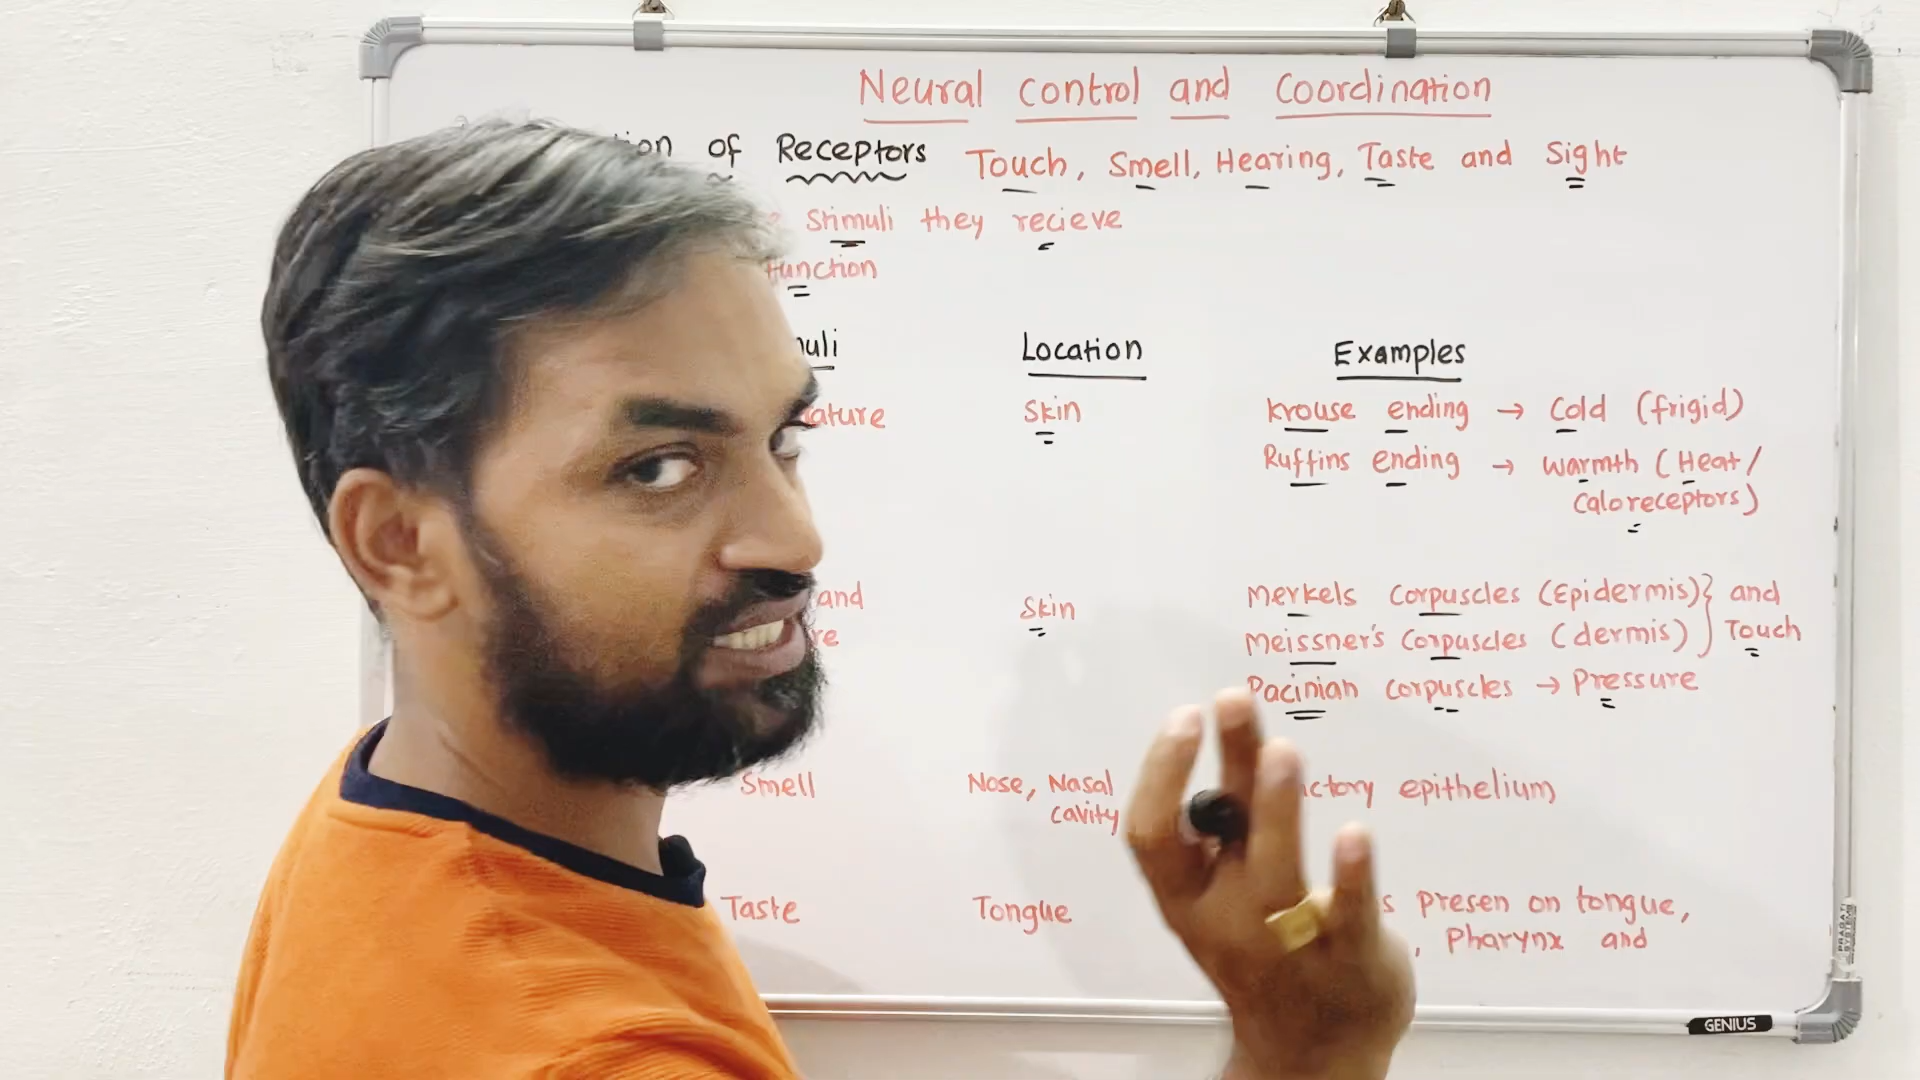 Neural control and Coordination
of Receptors Touch, Smell, Hearing, Taste and Sight
Stimuli they recieve
function
Location Examples
Skin Krouse ending → Cold (frigid)
Ruffins ending → Warmth (Heat/
Caloreceptors)
and Skin Merkels Corpuscles (Epidermis) } and
Meissner's Corpuscles (dermis) } Touch
Pacinian corpuscles → Pressure
Smell Nose, Nasal epithelium
cavity
Taste Tongue presen on tongue,
, Pharynx and
PRAGATI SYSTEMS
GENIUS